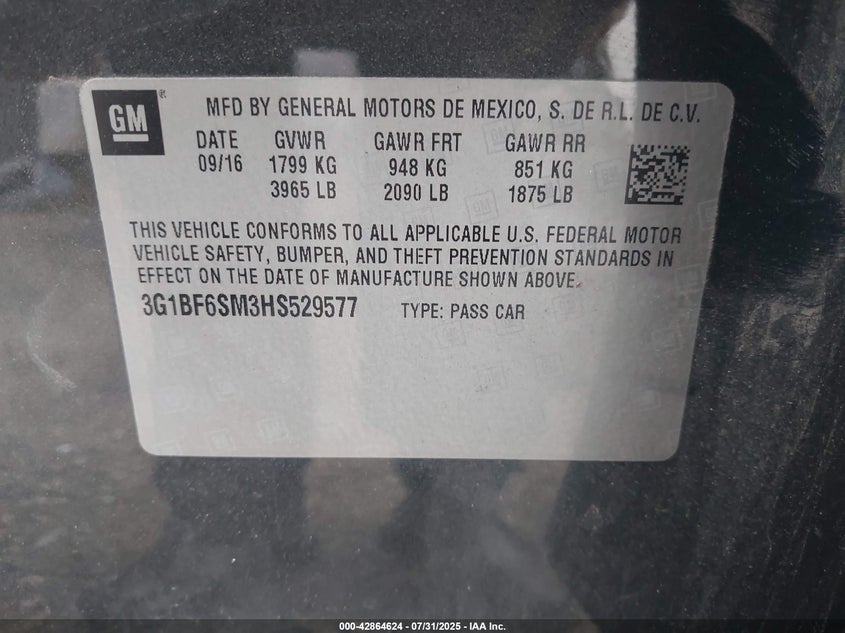 GM
MFD BY GENERAL MOTORS DE MEXICO, S. DE R.L. DE C.V.
DATE GVWR GAWR FRT GAWR RR
09/16 1799 KG 948 KG 851 KG
3965 LB 2090 LB 1875 LB
THIS VEHICLE CONFORMS TO ALL APPLICABLE U.S. FEDERAL MOTOR
VEHICLE SAFETY, BUMPER, AND THEFT PREVENTION STANDARDS IN
EFFECT ON THE DATE OF MANUFACTURE SHOWN ABOVE.
3G1BF6SM3HS529577 TYPE: PASS CAR
000-42864624 / 07/31/2025 - IAA Inc.